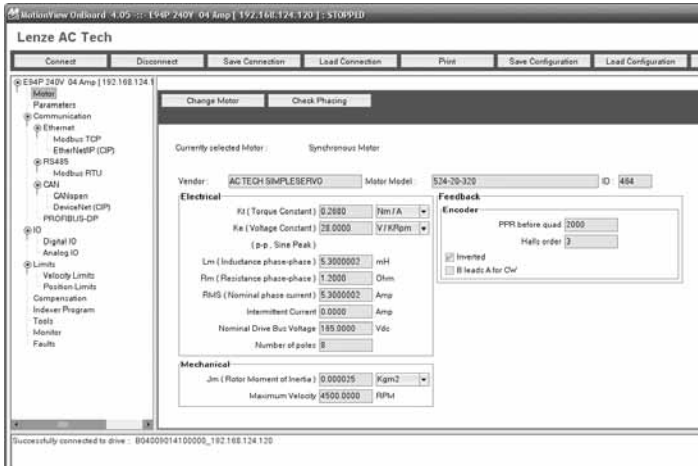 MotionView OnBoard 4.05 -::- E94P 240V 04 Amp [ 192.168.124.120 ] : STOPPED
Lenze AC Tech
Connect Disconnect Save Connection Load Connection Print Save Configuration Load Configuration
E94P 240V 04 Amp [192.168.124.1
Motor
Parameters
Communication
Ethernet
Modbus TCP
EtherNet/IP (CIP)
RS485
Modbus RTU
CAN
CANopen
DeviceNet (CIP)
PROFIBUS-DP
IO
Digital IO
Analog IO
Limits
Velocity Limits
Position Limits
Compensation
Indexer Program
Tools
Monitor
Faults
Change Motor Check Phasing
Currently selected Motor : Synchronous Motor
Vendor : AC TECH SIMPLESERVO Motor Model : 524-20-320 ID : 464
Electrical
Kt ( Torque Constant ) 0.2680 Nm / A
Ke ( Voltage Constant ) 28.0000 V / KRpm
( p-p , Sine Peak )
Lm ( Inductance phase-phase ) 5.3000002 mH
Rm ( Resistance phase-phase ) 1.2000 Ohm
RMS ( Nominal phase current ) 5.3000002 Amp
Intermittent Current 0.0000 Amp
Nominal Drive Bus Voltage 165.0000 Vdc
Number of poles 8
Mechanical
Jm ( Rotor Moment of Inertia ) 0.000025 Kgm2
Maximum Velocity 4500.0000 RPM
Feedback
Encoder
PPR before quad 2000
Halls order 3
Inverted
B leads A for CW
Successfully connected to drive : B04009014100000_192.168.124.120